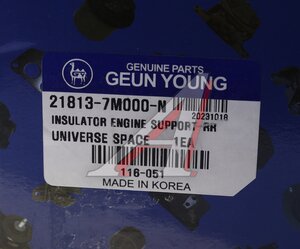 GENUINE PARTS
GEUN YOUNG
21813-7M000-N
20231018
INSULATOR ENGINE SUPPORT-RR
UNIVERSE SPACE 1EA
116-051
MADE IN KOREA